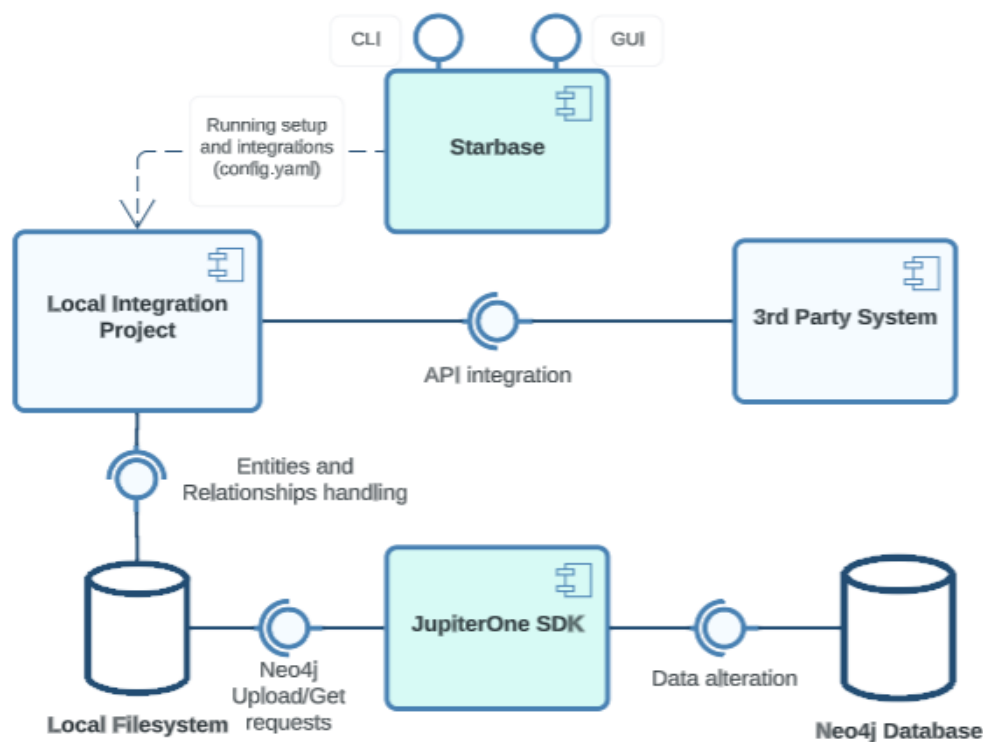 CLI
GUI
Starbase
Running setup
and integrations
(config.yaml)
Local Integration
Project
3rd Party System
API integration
Entities and
Relationships handling
JupiterOne SDK
Neo4j
Upload/Get
requests
Data alteration
Local Filesystem
Neo4j Database